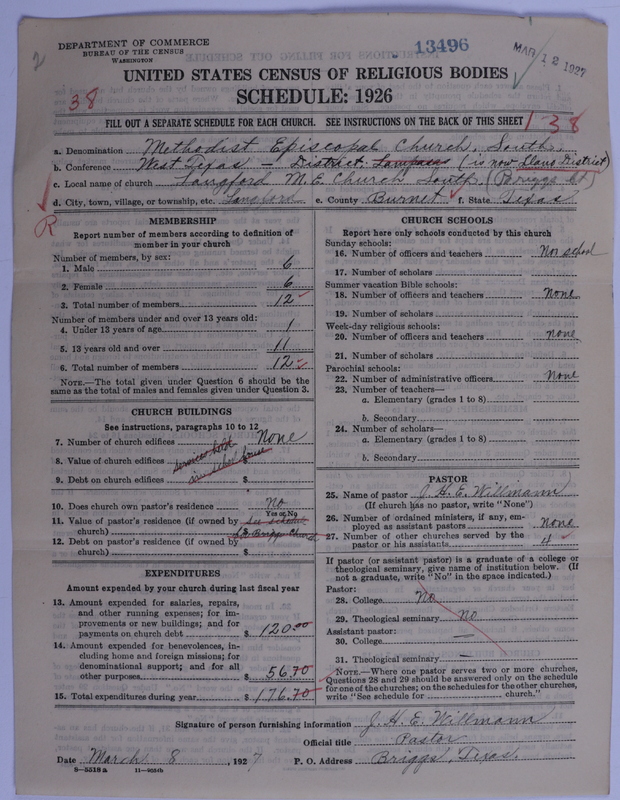 2
DEPARTMENT OF COMMERCE
BUREAU OF THE CENSUS
WASHINGTON
13496
MAR 12 1927
UNITED STATES CENSUS OF RELIGIOUS BODIES
38
SCHEDULE: 1926
FILL OUT A SEPARATE SCHEDULE FOR EACH CHURCH. SEE INSTRUCTIONS ON THE BACK OF THIS SHEET
1 38
a. Denomination Methodist Episcopal Church, South.
b. Conference West Texas - District. Lampasas (is now Llano District)
c. Local name of church Langford M.E. Church South (Briggs Ct)
d. City, town, village, or township, etc. Langford e. County Burnet f. State Texas
R
MEMBERSHIP
Report number of members according to definition of member in your church
Number of members, by sex:
1. Male 6
2. Female 6
3. Total number of members 12
Number of members under and over 13 years old:
4. Under 13 years of age 1
5. 13 years old and over 11
6. Total number of members 12
NOTE.—The total given under Question 6 should be
same as the total of males and females given under Question 3.
CHURCH BUILDINGS
See instructions, paragraphs 10 to 12
7. Number of church edifices None
8. Value of church edifices
services held
in school house
9. Debt on church edifices $
10. Does church own pastor's residence No
Yes or No
11. Value of pastor's residence (if owned by see schedule
church) $ for Briggs Church
12. Debt on pastor's residence (if owned by
church) $
EXPENDITURES
Amount expended by your church during last fiscal year
13. Amount expended for salaries, repairs,
and other running expenses; for im-
provements or new buildings; and for
payments on church debt $ 120.00
14. Amount expended for benevolences, in-
cluding home and foreign missions; for
denominational support; and for all
other purposes $ 56.70
15. Total expenditures during year $ 176.70
CHURCH SCHOOLS
Report here only schools conducted by this church
Sunday schools:
16. Number of officers and teachers No school
17. Number of scholars
Summer vacation Bible schools:
18. Number of officers and teachers None
19. Number of scholars
Week-day religious schools:
20. Number of officers and teachers None
21. Number of scholars
Parochial schools:
22. Number of administrative officers None
23. Number of teachers—
a. Elementary (grades 1 to 8)
b. Secondary
24. Number of scholars—
a. Elementary (grades 1 to 8)
b. Secondary
PASTOR
25. Name of pastor J. H. E. Willmann
(If church has no pastor, write "None")
26. Number of ordained ministers, if any, em-
ployed as assistant pastors None
27. Number of other churches served by the
pastor or his assistants 4
If pastor (or assistant pastor) is a graduate of a college or
theological seminary, give name of institution below. (If
not a graduate, write "No" in the space indicated.)
Pastor:
28. College No
29. Theological seminary No
Assistant pastor:
30. College —
31. Theological seminary —
NOTE.—Where one pastor serves two or more churches,
Questions 28 and 29 should be answered only on the schedule
for one of the churches; on the schedules for the other churches,
write "See schedule for church."
Signature of person furnishing information J. H. E. Willmann
Official title Pastor
Date March 8, 1927 P. O. Address Briggs, Texas.
8—5518a 11—9054b